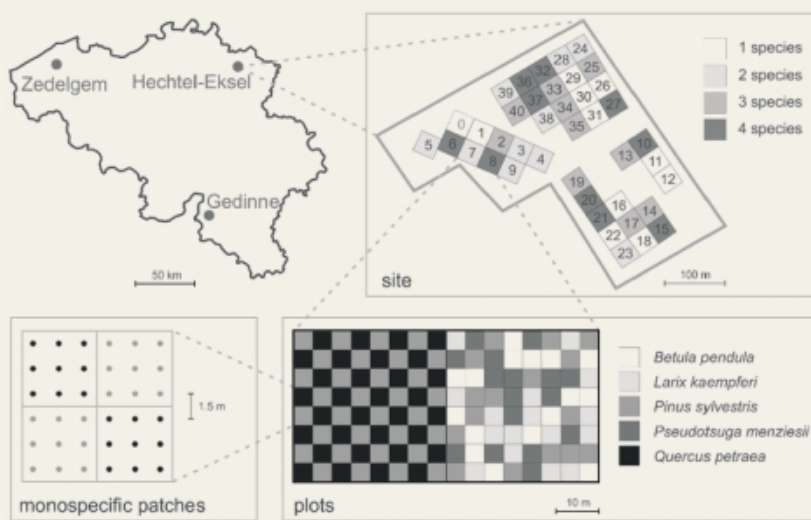 Zedelgem
Hechtel-Eksel
Gedinne
50 km
1 species
2 species
3 species
4 species
24
28
25
32
29
26
36
33
30
27
39
37
34
31
40
38
35
0
1
2
3
4
5
6
7
8
9
10
13
11
12
19
20
16
21
17
14
22
18
15
23
site
100 m
1.5 m
monospecific patches
Betula pendula
Larix kaempferi
Pinus sylvestris
Pseudotsuga menziesii
Quercus petraea
plots
10 m